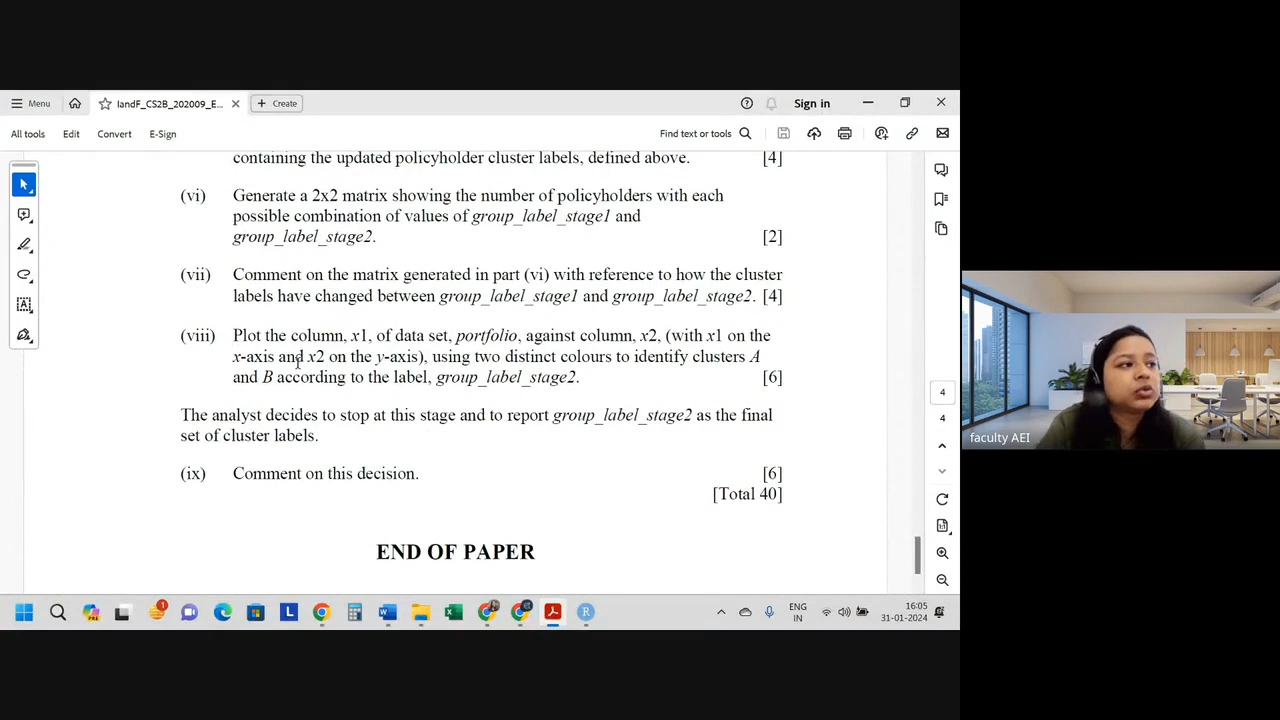 Menu
IandF_CS2B_202009_E...
Create
Sign in
All tools
Edit
Convert
E-Sign
Find text or tools
containing the updated policyholder cluster labels, defined above. [4]
(vi) Generate a 2x2 matrix showing the number of policyholders with each
possible combination of values of group_label_stage1 and
group_label_stage2. [2]
(vii) Comment on the matrix generated in part (vi) with reference to how the cluster
labels have changed between group_label_stage1 and group_label_stage2. [4]
(viii) Plot the column, x1, of data set, portfolio, against column, x2, (with x1 on the
x-axis and x2 on the y-axis), using two distinct colours to identify clusters A
and B according to the label, group_label_stage2. [6]
The analyst decides to stop at this stage and to report group_label_stage2 as the final
set of cluster labels.
(ix) Comment on this decision. [6]
[Total 40]
END OF PAPER
4
4
faculty AEI
1
PRE
L
R
ENG
IN
16:05
31-01-2024